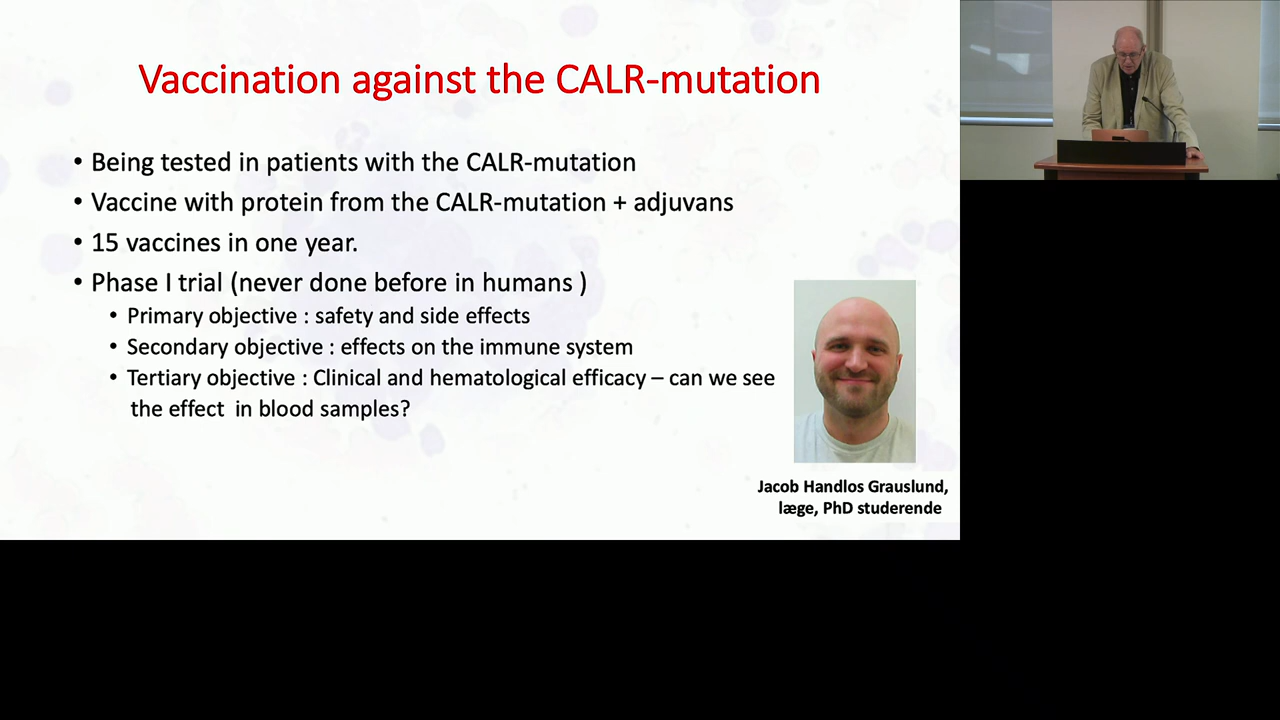 Vaccination against the CALR-mutation
• Being tested in patients with the CALR-mutation
• Vaccine with protein from the CALR-mutation + adjuvans
• 15 vaccines in one year.
• Phase I trial (never done before in humans )
• Primary objective : safety and side effects
• Secondary objective : effects on the immune system
• Tertiary objective : Clinical and hematological efficacy – can we see
the effect in blood samples?
Jacob Handlos Grauslund,
læge, PhD studerende